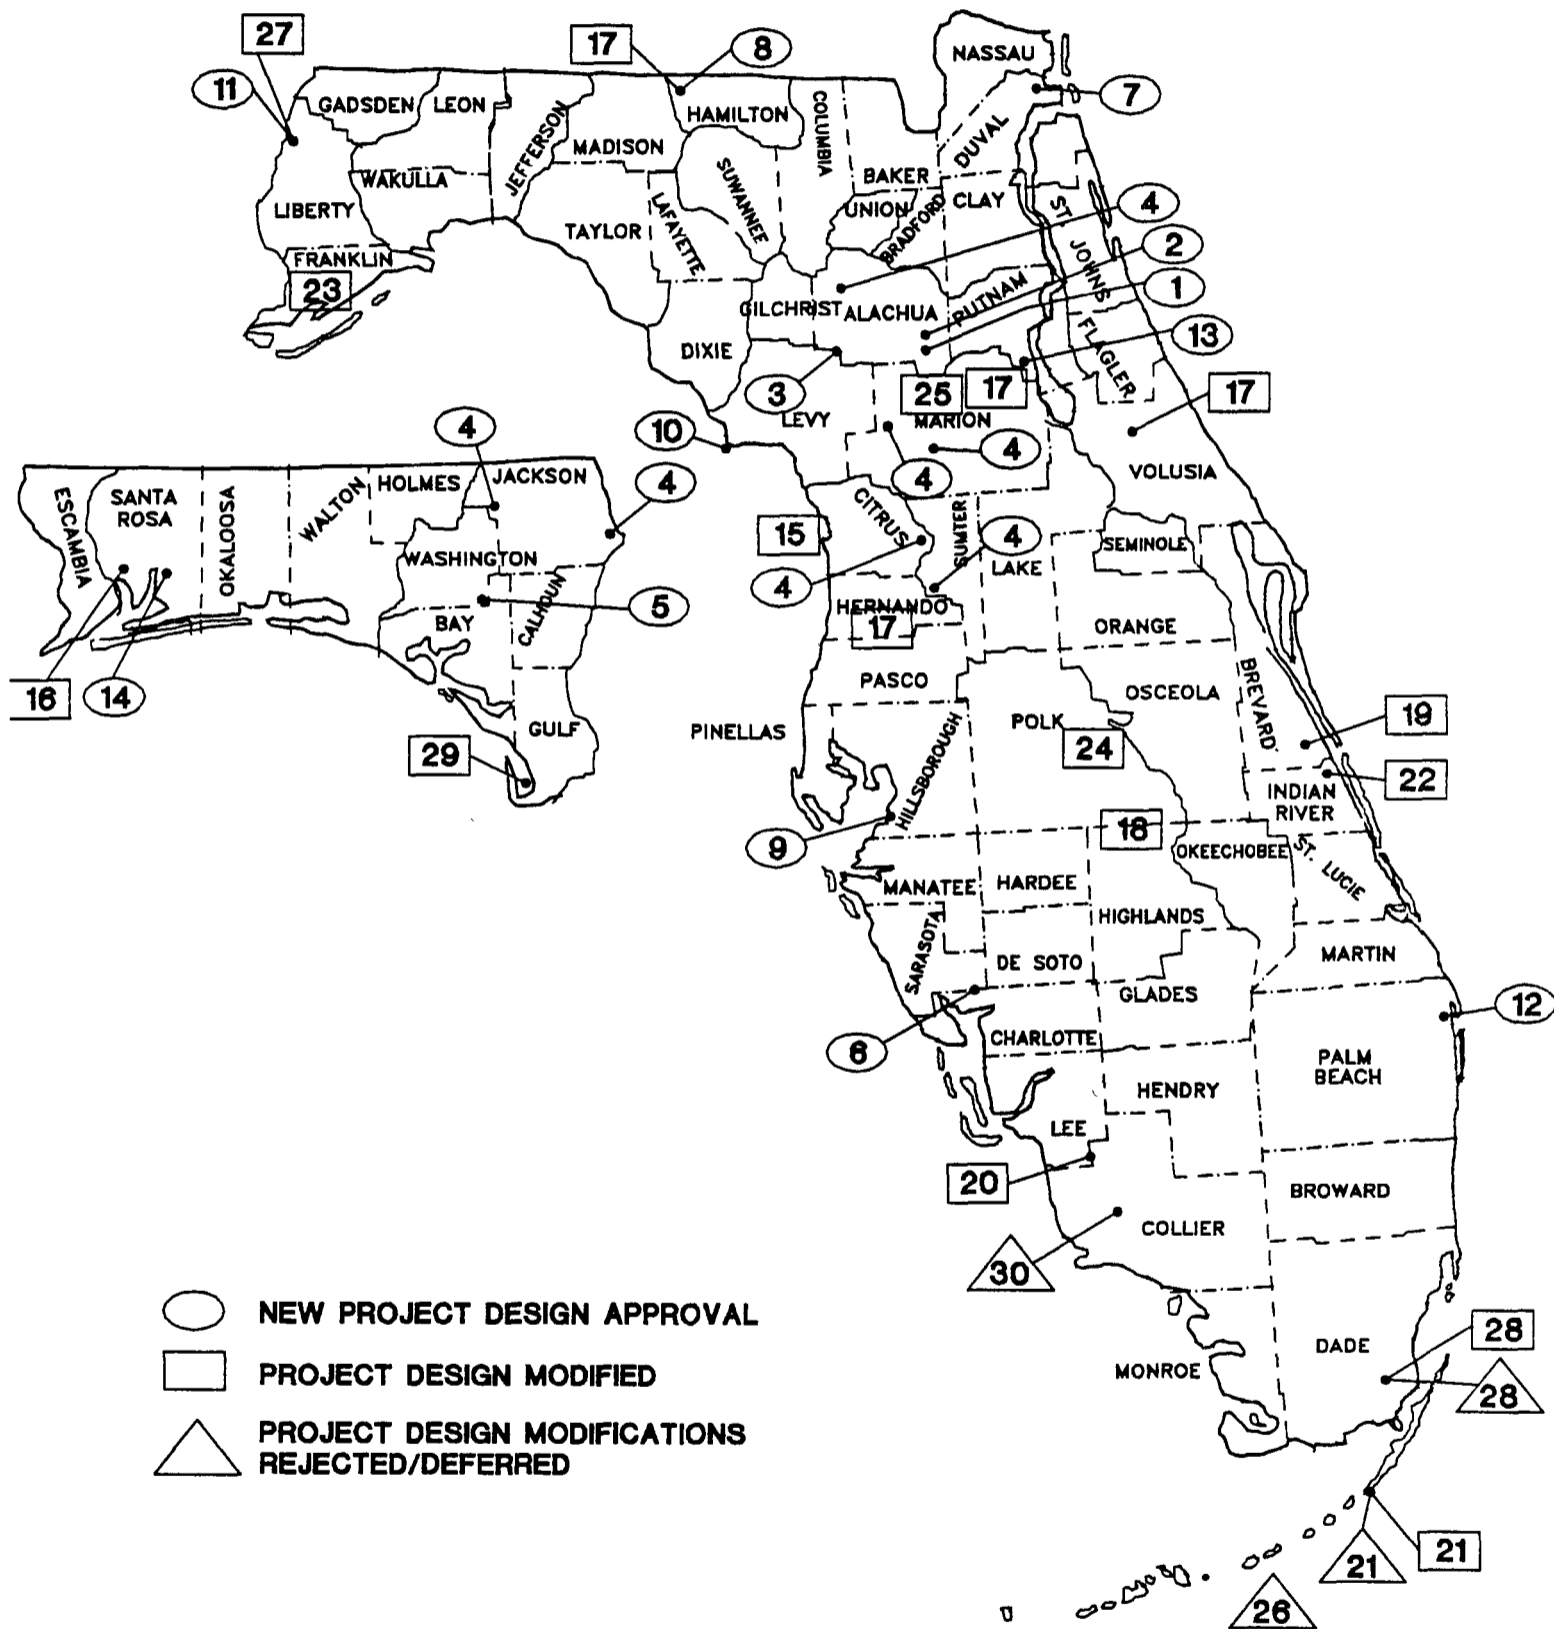 27
17
8
NASSAU
11
7
GADSDEN
LEON
HAMILTON
COLUMBIA
JEFFERSON
MADISON
DUVAL
WAKULLA
BAKER
SUWANNEE
LIBERTY
UNION
BRADFORD
CLAY
4
LAFAYETTE
TAYLOR
ST. JOHNS
2
FRANKLIN
23
1
GILCHRIST
ALACHUA
PUTNAM
13
DIXIE
FLAGLER
3
25
17
17
LEVY
MARION
4
10
4
4
VOLUSIA
HOLMES
JACKSON
4
ESCAMBIA
SANTA
ROSA
OKALOOSA
WALTON
CITRUS
15
SUMTER
4
SEMINOLE
WASHINGTON
LAKE
4
5
CALHOUN
HERNANDO
17
BAY
ORANGE
16
14
PASCO
OSCEOLA
BREVARD
GULF
PINELLAS
POLK
19
29
24
HILLSBOROUGH
22
INDIAN
RIVER
9
18
OKEECHOBEE
ST. LUCIE
MANATEE
HARDEE
HIGHLANDS
SARASOTA
DE SOTO
MARTIN
GLADES
12
6
CHARLOTTE
PALM
BEACH
HENDRY
LEE
20
BROWARD
COLLIER
30
NEW PROJECT DESIGN APPROVAL
28
DADE
PROJECT DESIGN MODIFIED
MONROE
28
PROJECT DESIGN MODIFICATIONS
REJECTED/DEFERRED
21
21
26